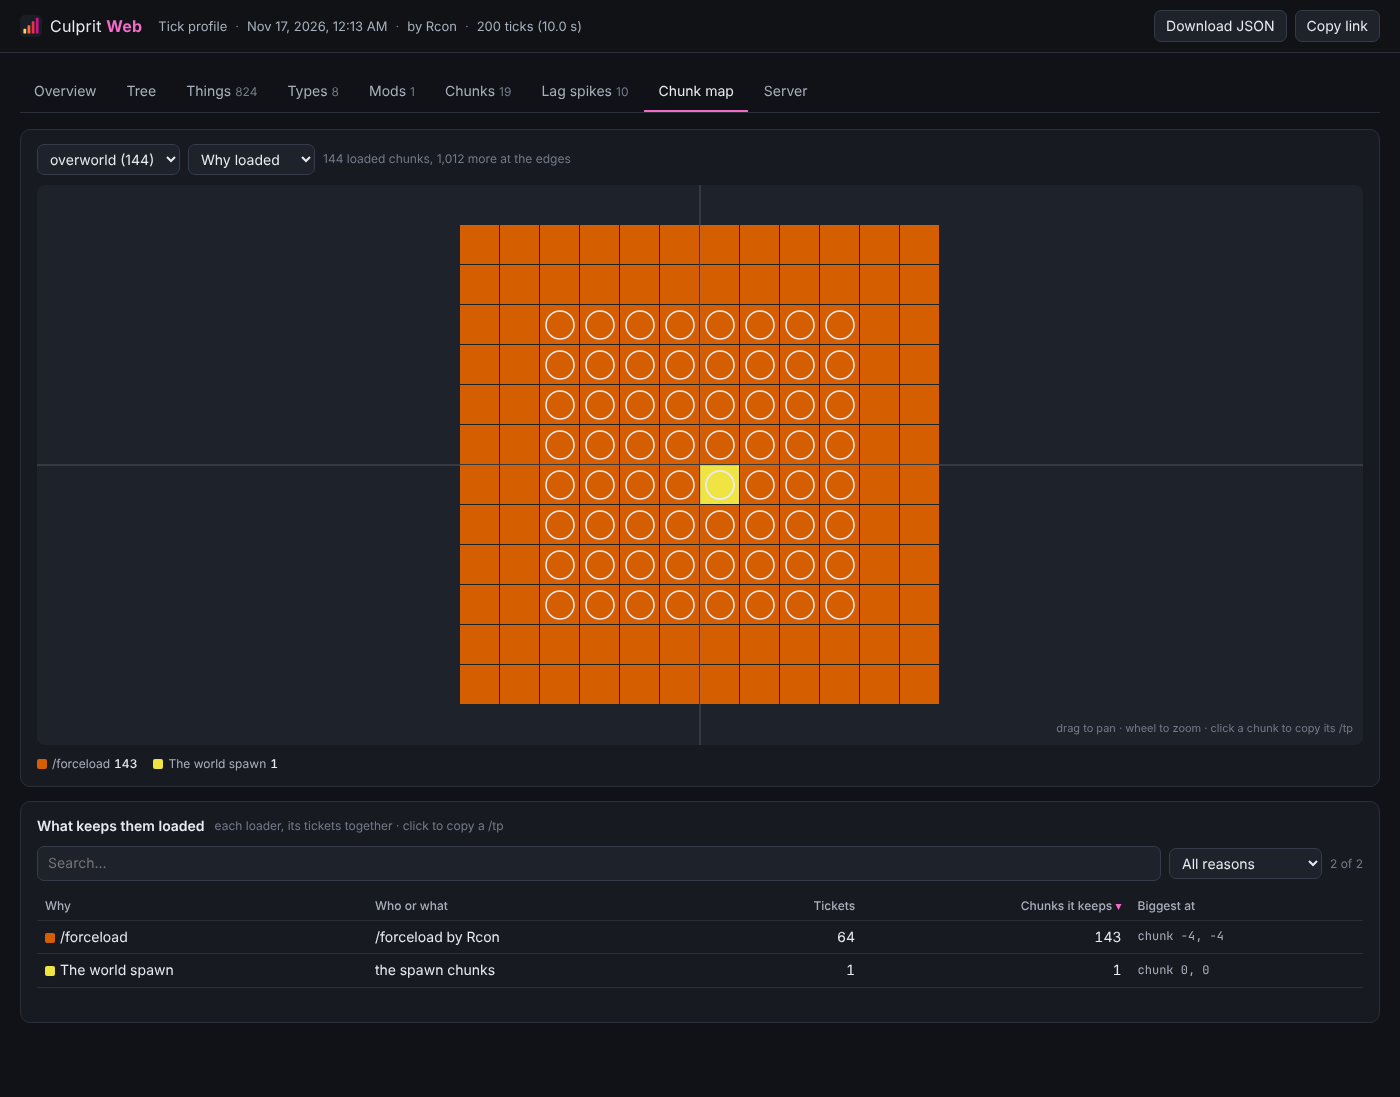 Culprit Web Tick profile · Nov 17, 2026, 12:13 AM · by Rcon · 200 ticks (10.0 s) Download JSON Copy link
Overview Tree Things 824 Types 8 Mods 1 Chunks 19 Lag spikes 10 Chunk map Server
overworld (144) Why loaded 144 loaded chunks, 1,012 more at the edges
drag to pan · wheel to zoom · click a chunk to copy its /tp
/forceload 143 The world spawn 1
What keeps them loaded each loader, its tickets together · click to copy a /tp
Search... All reasons 2 of 2
Why Who or what Tickets Chunks it keeps ▾ Biggest at
/forceload /forceload by Rcon 64 143 chunk -4, -4
The world spawn the spawn chunks 1 1 chunk 0, 0